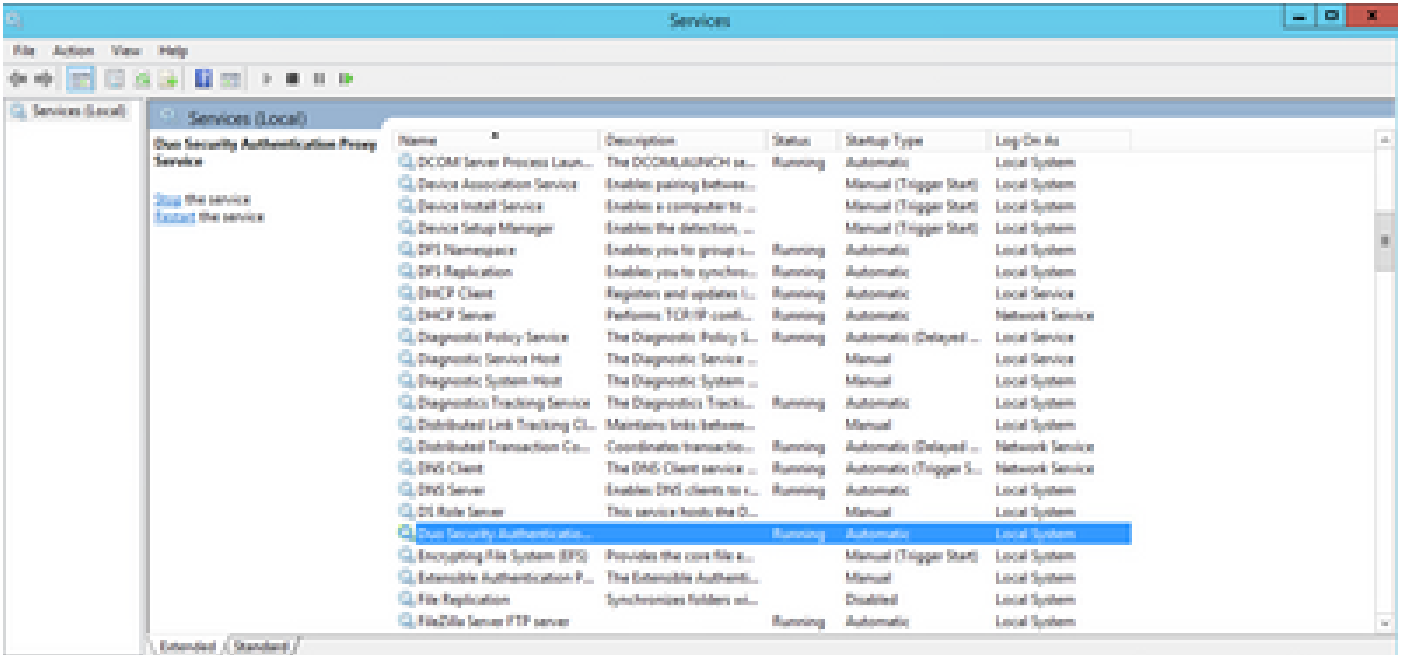 Services
File Action View Help
Services (Local)
Services (Local)
Duo Security Authentication Proxy
Service
Stop the service
Restart the service
Name Description Status Startup Type Log On As
DCOM Server Process Laun... The DCOMLAUNCH se... Running Automatic Local System
Device Association Service Enables pairing betwee... Manual (Trigger Start) Local System
Device Install Service Enables a computer to ... Manual (Trigger Start) Local System
Device Setup Manager Enables the detection, ... Manual (Trigger Start) Local System
DFS Namespace Enables you to group s... Running Automatic Local System
DFS Replication Enables you to synchro... Running Automatic Local System
DHCP Client Registers and updates I... Running Automatic Local Service
DHCP Server Performs TCP/IP confi... Running Automatic Network Service
Diagnostic Policy Service The Diagnostic Policy S... Running Automatic (Delayed ... Local Service
Diagnostic Service Host The Diagnostic Service ... Manual Local Service
Diagnostic System Host The Diagnostic System ... Manual Local System
Diagnostics Tracking Service The Diagnostics Tracki... Running Automatic Local System
Distributed Link Tracking Cl... Maintains links betwee... Manual Local System
Distributed Transaction Co... Coordinates transactio... Running Automatic (Delayed ... Network Service
DNS Client The DNS Client service ... Running Automatic (Trigger S... Network Service
DNS Server Enables DNS clients to r... Running Automatic Local System
DS Role Server This service hosts the D... Manual Local System
Duo Security Authenticatio... Running Automatic Local System
Encrypting File System (EFS) Provides the core file e... Manual (Trigger Start) Local System
Extensible Authentication P... The Extensible Authenti... Manual Local System
File Replication Synchronizes folders wi... Disabled Local System
FileZilla Server FTP server Running Automatic Local System
Extended Standard